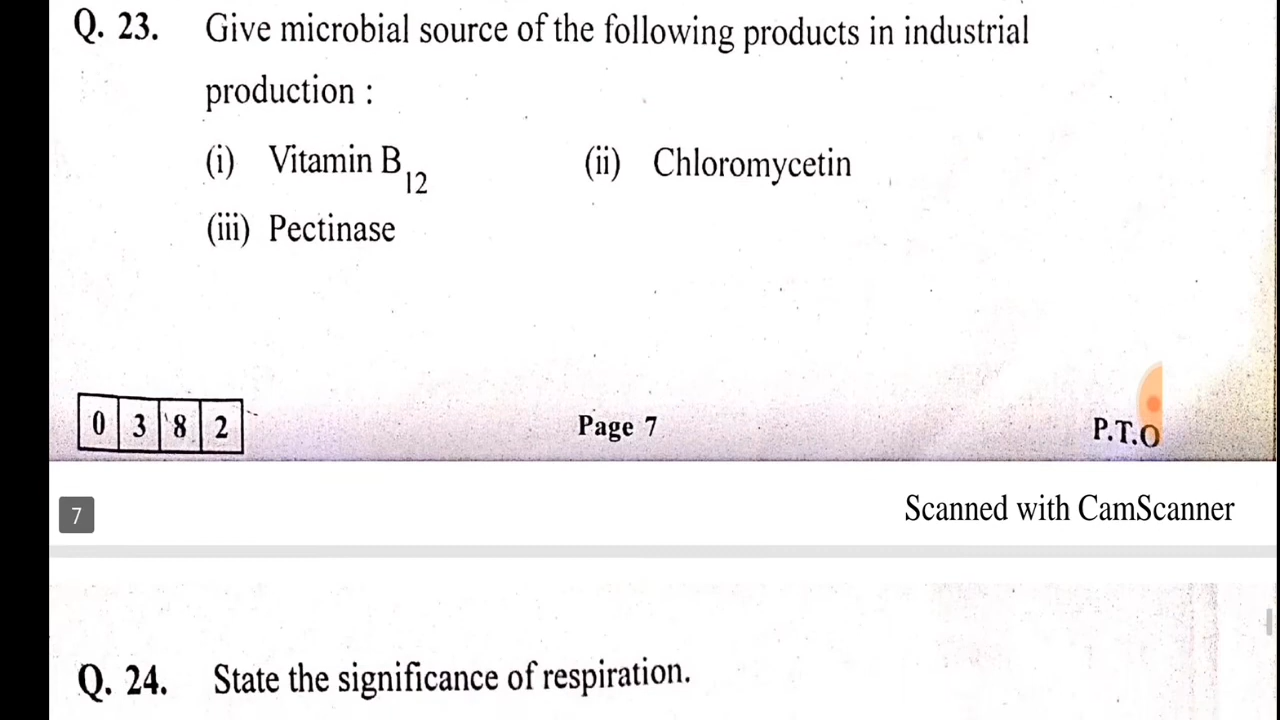 Q. 23. Give microbial source of the following products in industrial
production :
(i) Vitamin B12 (ii) Chloromycetin
(iii) Pectinase
0 3 8 2 Page 7 P.T.O
7 Scanned with CamScanner
Q. 24. State the significance of respiration.